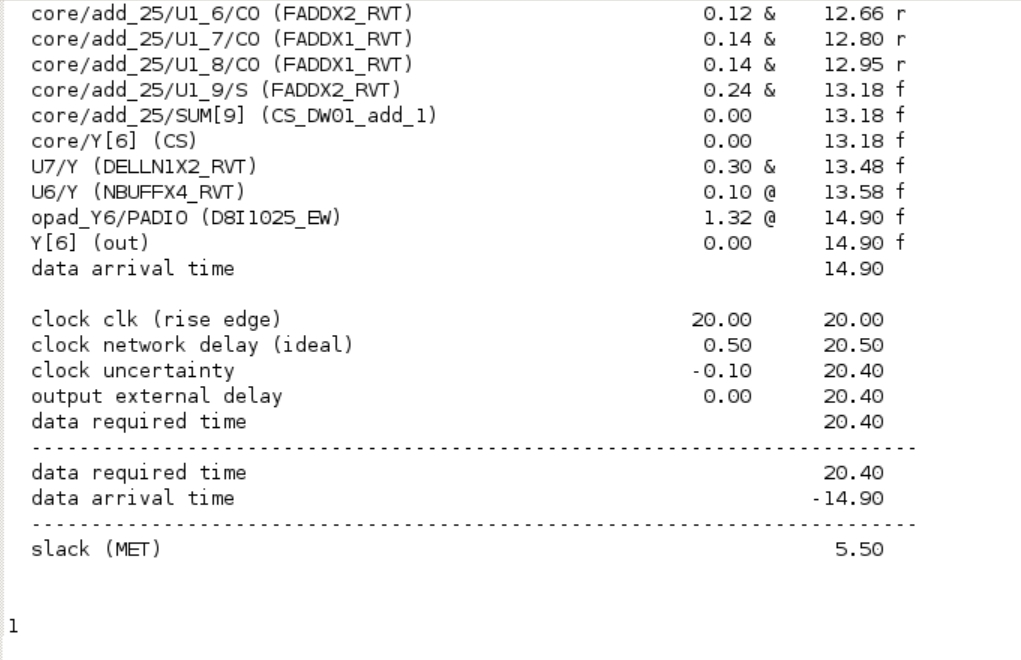 core/add_25/U1_6/CO (FADDX2_RVT) 0.12 & 12.66 r
core/add_25/U1_7/CO (FADDX1_RVT) 0.14 & 12.80 r
core/add_25/U1_8/CO (FADDX1_RVT) 0.14 & 12.95 r
core/add_25/U1_9/S (FADDX2_RVT) 0.24 & 13.18 f
core/add_25/SUM[9] (CS_DW01_add_1) 0.00 13.18 f
core/Y[6] (CS) 0.00 13.18 f
U7/Y (DELLN1X2_RVT) 0.30 & 13.48 f
U6/Y (NBUFFX4_RVT) 0.10 @ 13.58 f
opad_Y6/PADIO (D8I1025_EW) 1.32 @ 14.90 f
Y[6] (out) 0.00 14.90 f
data arrival time 14.90
clock clk (rise edge) 20.00 20.00
clock network delay (ideal) 0.50 20.50
clock uncertainty -0.10 20.40
output external delay 0.00 20.40
data required time 20.40
---------------------------------------------------------------------------
data required time 20.40
data arrival time -14.90
---------------------------------------------------------------------------
slack (MET) 5.50
1